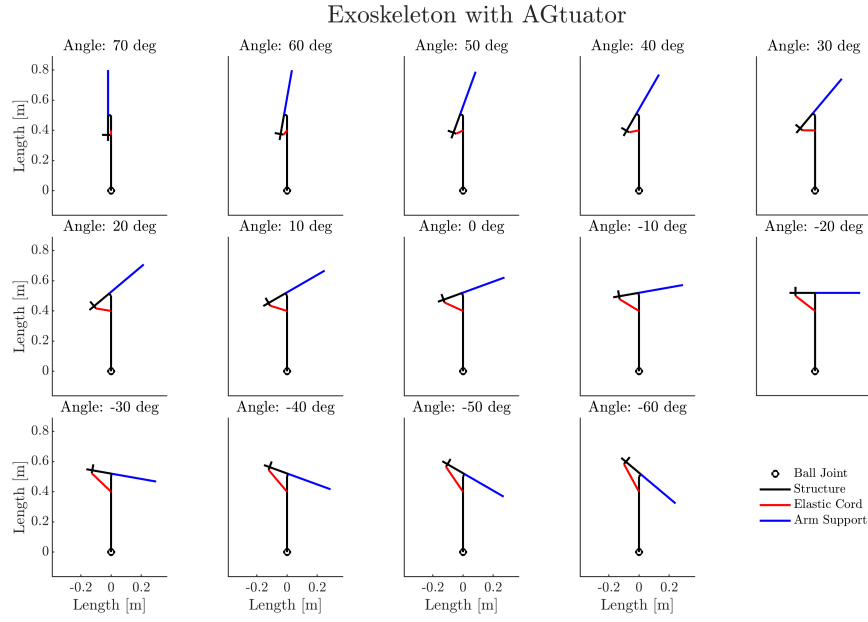 Exoskeleton with AGtuator
Angle: 70 deg
Angle: 60 deg
Angle: 50 deg
Angle: 40 deg
Angle: 30 deg
0.8
0.6
0.4
0.2
0
Length [m]
Angle: 20 deg
Angle: 10 deg
Angle: 0 deg
Angle: -10 deg
Angle: -20 deg
0.8
0.6
0.4
0.2
0
Length [m]
Angle: -30 deg
Angle: -40 deg
Angle: -50 deg
Angle: -60 deg
0.8
0.6
0.4
0.2
0
Length [m]
-0.2 0 0.2
Length [m]
-0.2 0 0.2
Length [m]
-0.2 0 0.2
Length [m]
-0.2 0 0.2
Length [m]
Ball Joint
Structure
Elastic Cord
Arm Support